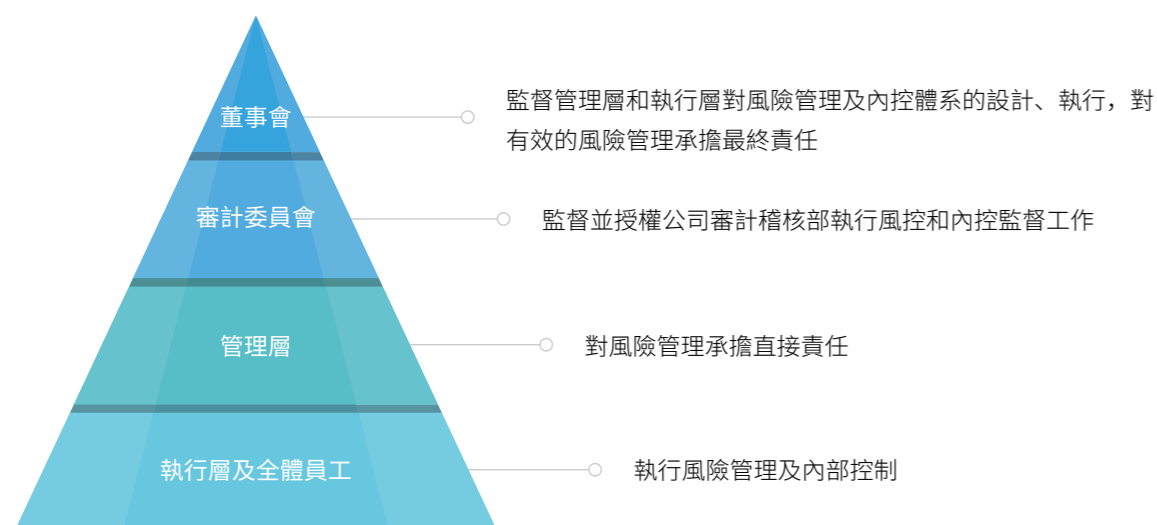 董事會
監督管理層和執行層對風險管理及內控體系的設計、執行，對
有效的風險管理承擔最終責任
審計委員會
監督並授權公司審計稽核部執行風控和內控監督工作
管理層
對風險管理承擔直接責任
執行層及全體員工
執行風險管理及內部控制